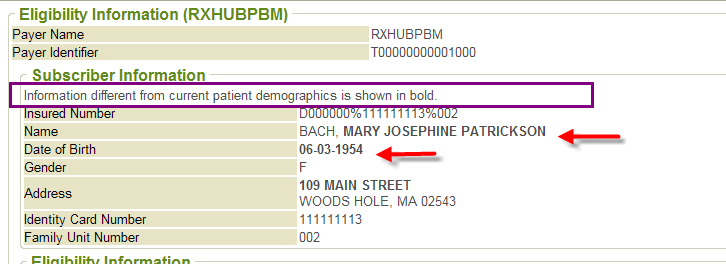 Eligibility Information (RXHUBPBM)
Payer Name RXHUBPBM
Payer Identifier T00000000001000
Subscriber Information
Information different from current patient demographics is shown in bold.
Insured Number D000000%111111113%002
Name BACH, MARY JOSEPHINE PATRICKSON
Date of Birth 06-03-1954
Gender F
Address 109 MAIN STREET
WOODS HOLE, MA 02543
Identity Card Number 111111113
Family Unit Number 002
Eligibility Information